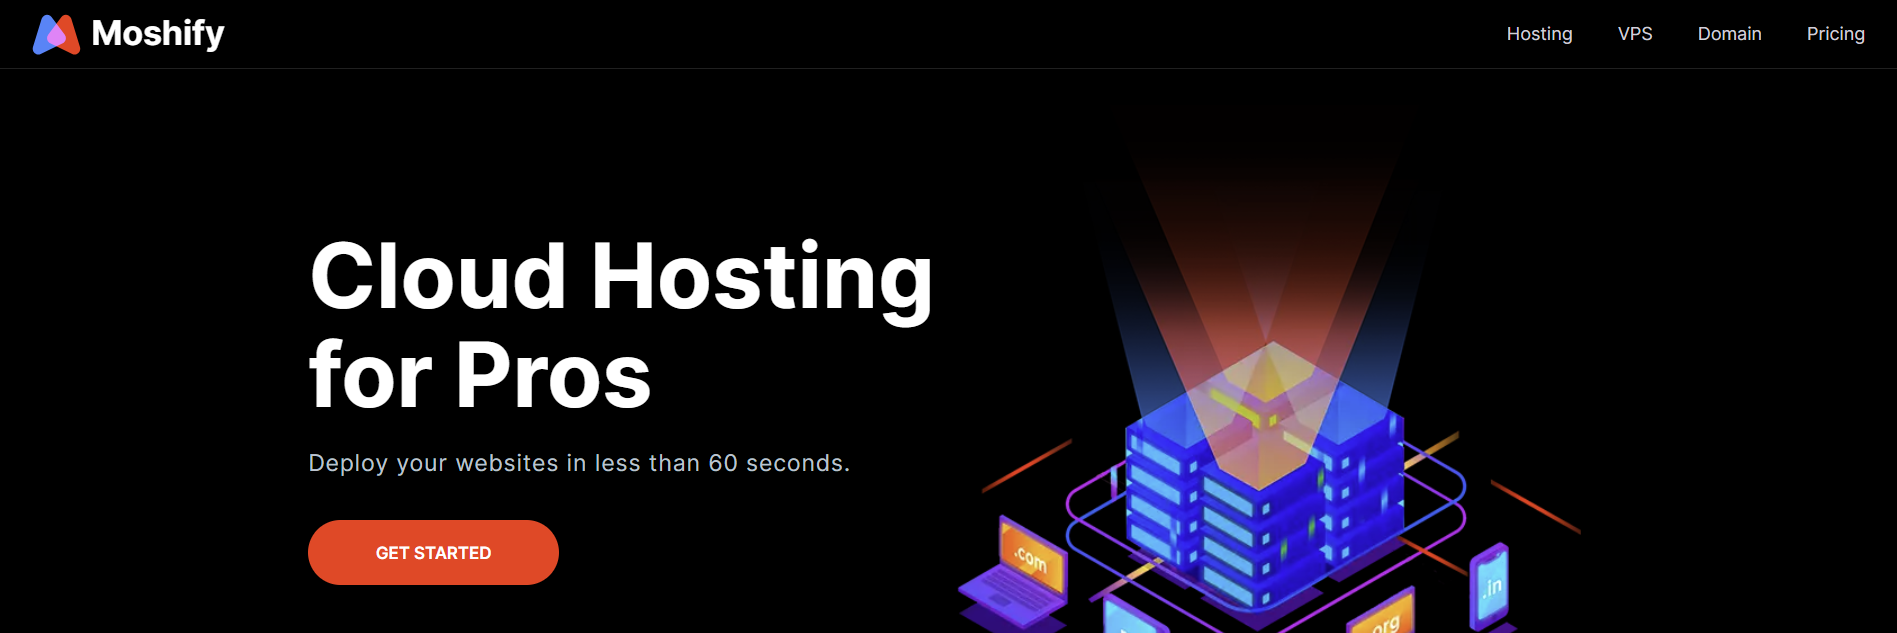 Moshify
Hosting VPS Domain Pricing
Cloud Hosting
for Pros
Deploy your websites in less than 60 seconds.
GET STARTED
.com
.in
org